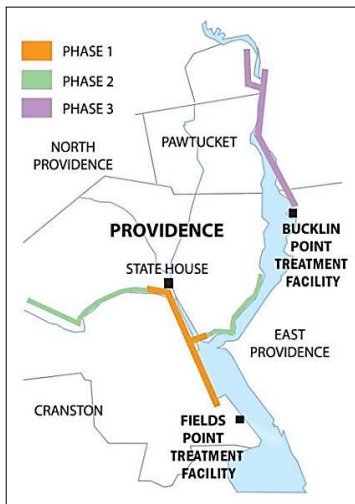 PHASE 1
PHASE 2
PHASE 3
NORTH
PROVIDENCE
PAWTUCKET
PROVIDENCE
STATE HOUSE
BUCKLIN
POINT
TREATMENT
FACILITY
EAST
PROVIDENCE
CRANSTON
FIELDS
POINT
TREATMENT
FACILITY